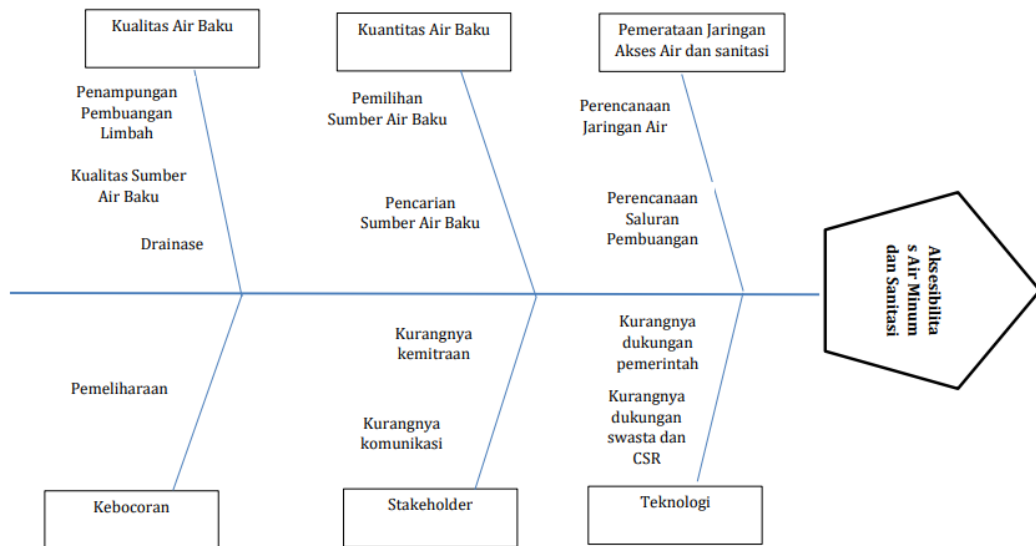 Kualitas Air Baku
Kuantitas Air Baku
Pemerataan Jaringan
Akses Air dan sanitasi
Penampungan
Pembuangan
Limbah
Kualitas Sumber
Air Baku
Drainase
Pemilihan
Sumber Air Baku
Pencarian
Sumber Air Baku
Perencanaan
Jaringan Air
Perencanaan
Saluran
Pembuangan
Aksesibilita
s Air Minum
dan Sanitasi
Pemeliharaan
Kurangnya
kemitraan
Kurangnya
komunikasi
Kurangnya
dukungan
pemerintah
Kurangnya
dukungan
swasta dan
CSR
Kebocoran
Stakeholder
Teknologi